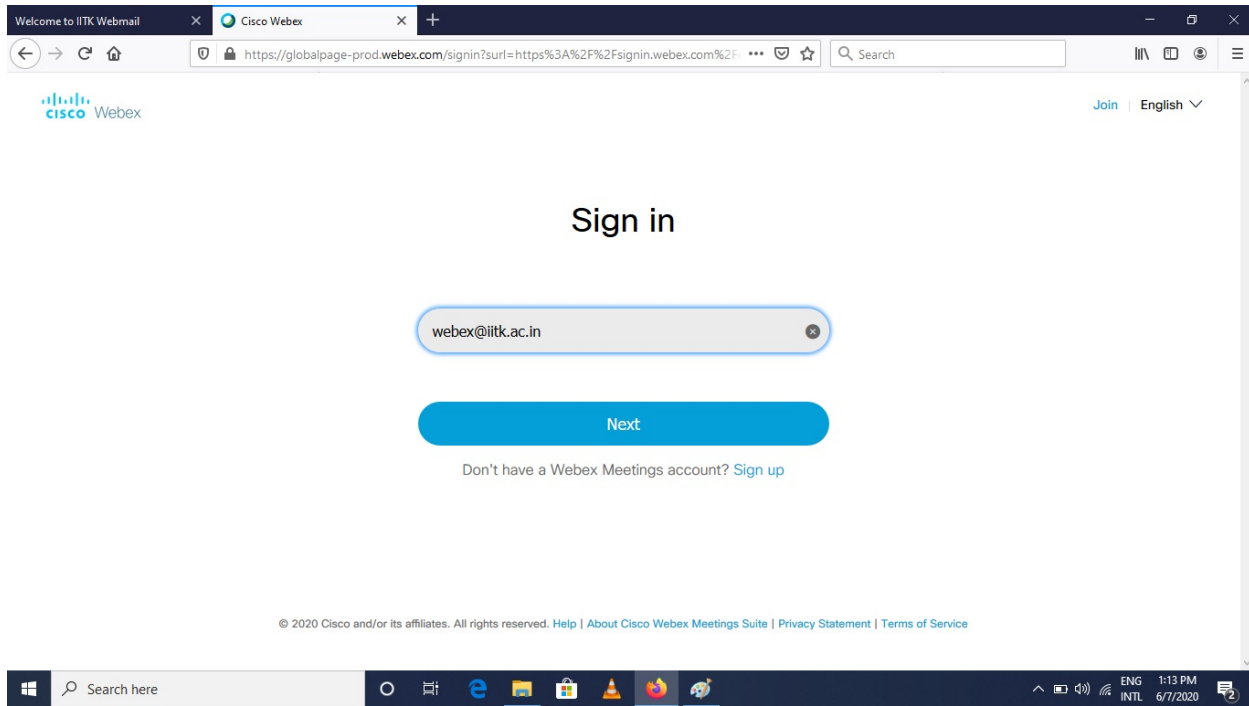 Welcome to IITK Webmail
Cisco Webex
https://globalpage-prod.webex.com/signin?surl=https%3A%2F%2Fsignin.webex.com%2F
Search
CISCO Webex
Join
English
Sign in
webex@iitk.ac.in
Next
Don't have a Webex Meetings account? Sign up
© 2020 Cisco and/or its affiliates. All rights reserved. Help | About Cisco Webex Meetings Suite | Privacy Statement | Terms of Service
Search here
ENG
INTL
1:13 PM
6/7/2020
2